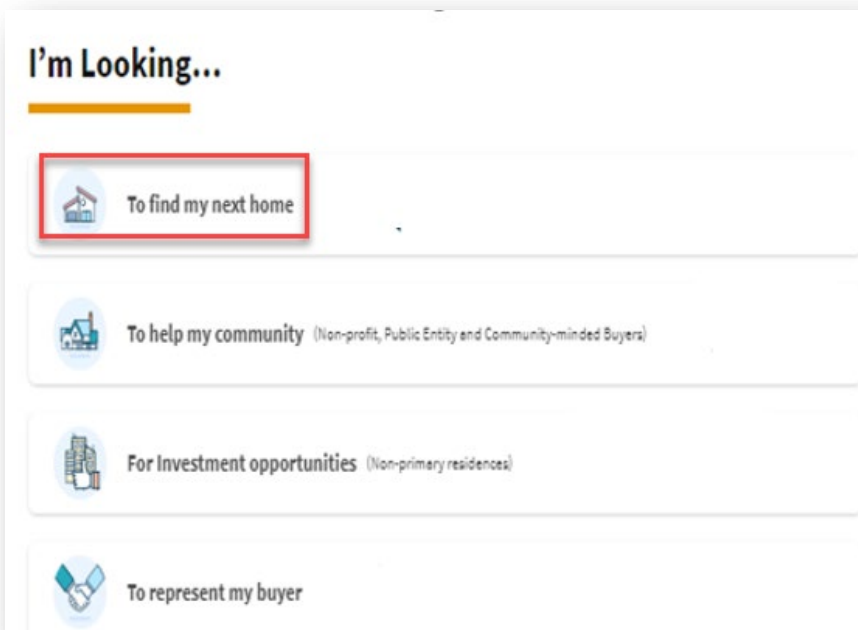 I’m Looking...
To find my next home
To help my community (Non-profit, Public Entity and Community-minded Buyers)
For Investment opportunities (Non-primary residences)
To represent my buyer